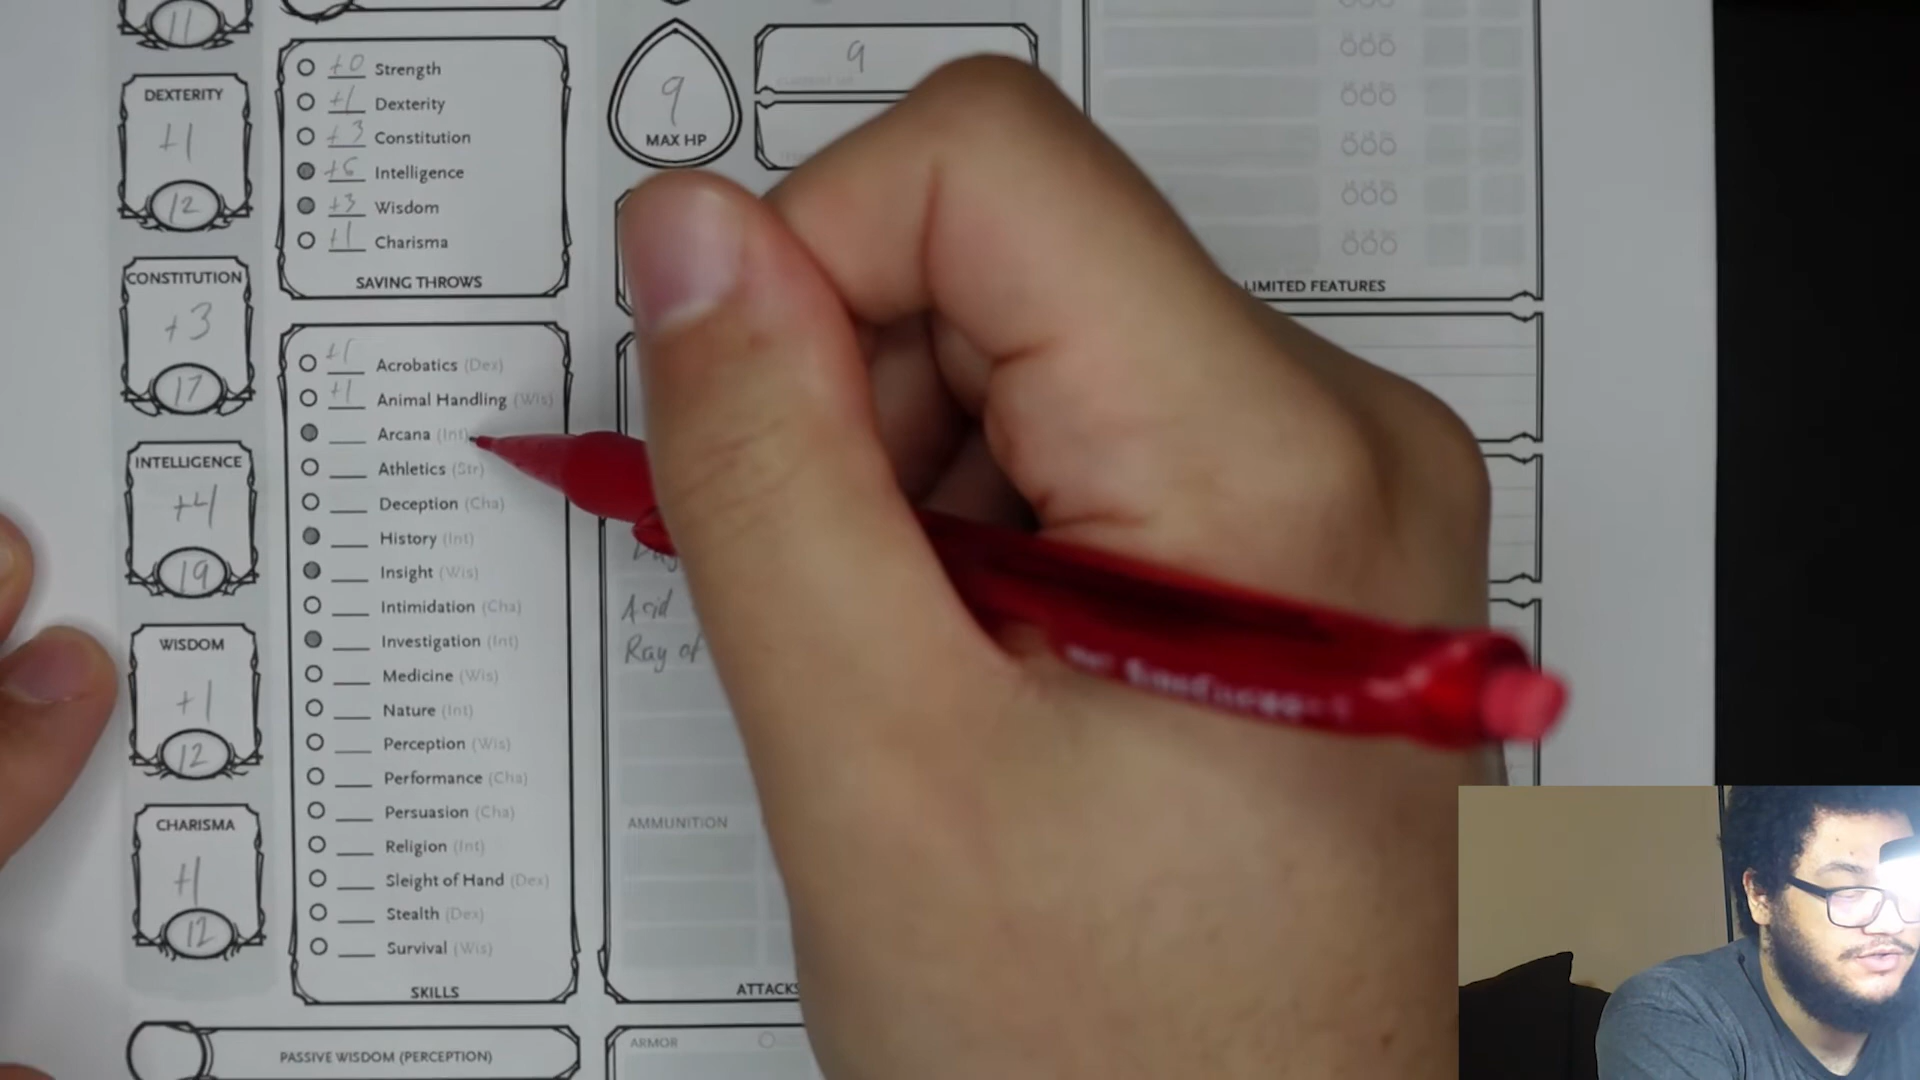 11
DEXTERITY
+1
12
CONSTITUTION
+3
17
INTELLIGENCE
+4
19
WISDOM
+1
12
CHARISMA
+1
12
+0 Strength
+1 Dexterity
+3 Constitution
+6 Intelligence
+3 Wisdom
+1 Charisma
SAVING THROWS
+1 Acrobatics (Dex)
+1 Animal Handling (Wis)
Arcana (Int)
Athletics (Str)
Deception (Cha)
History (Int)
Insight (Wis)
Intimidation (Cha)
Investigation (Int)
Medicine (Wis)
Nature (Int)
Perception (Wis)
Performance (Cha)
Persuasion (Cha)
Religion (Int)
Sleight of Hand (Dex)
Stealth (Dex)
Survival (Wis)
SKILLS
PASSIVE WISDOM (PERCEPTION)
9
MAX HP
9
LIMITED FEATURES
Acid
Ray of
AMMUNITION
ATTACKS
ARMOR